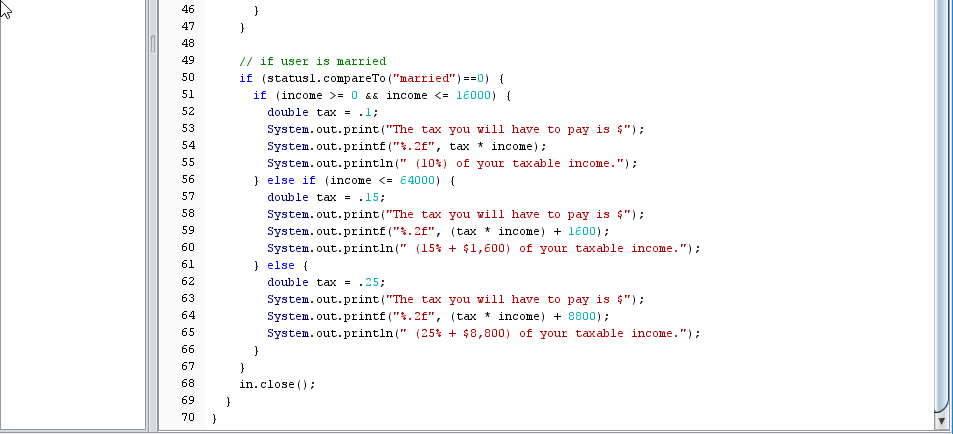 46       }
47     }
48
49     // if user is married
50     if (status1.compareTo("married")==0) {
51       if (income >= 0 && income <= 16000) {
52         double tax = .1;
53         System.out.print("The tax you will have to pay is $");
54         System.out.printf("%.2f", tax * income);
55         System.out.println(" (10%) of your taxable income.");
56       } else if (income <= 64000) {
57         double tax = .15;
58         System.out.print("The tax you will have to pay is $");
59         System.out.printf("%.2f", (tax * income) + 1600);
60         System.out.println(" (15% + $1,600) of your taxable income.");
61       } else {
62         double tax = .25;
63         System.out.print("The tax you will have to pay is $");
64         System.out.printf("%.2f", (tax * income) + 8800);
65         System.out.println(" (25% + $8,800) of your taxable income.");
66       }
67     }
68     in.close();
69   }
70 }